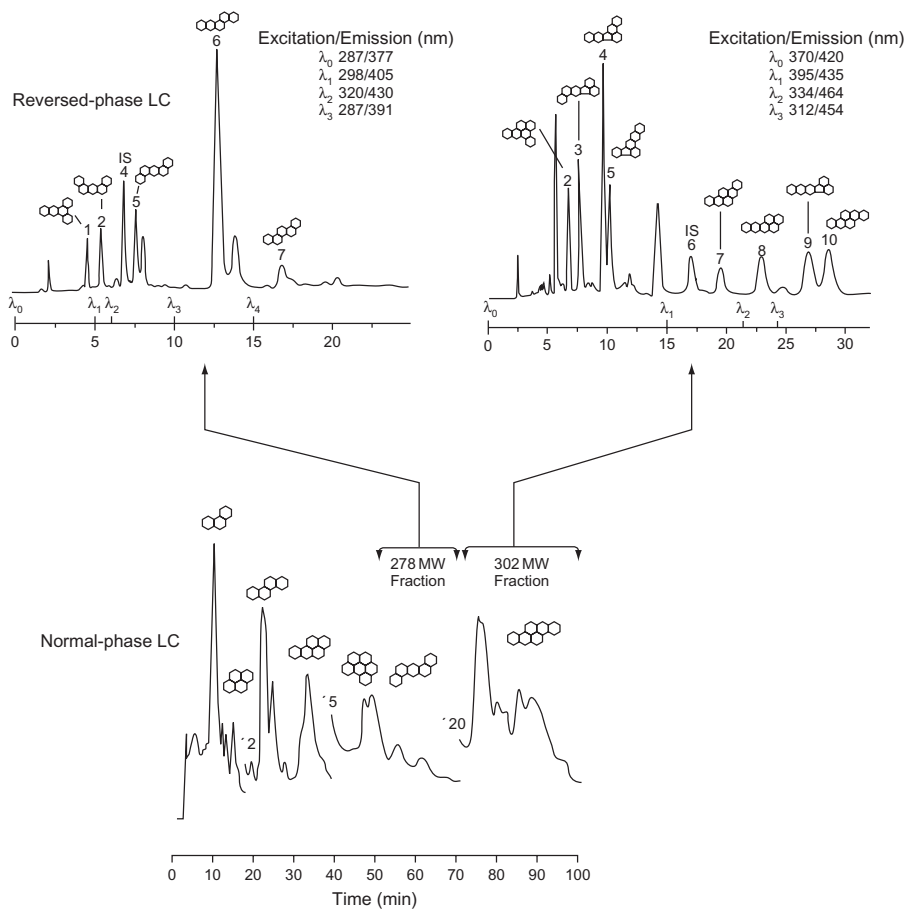 Reversed-phase LC
6
Excitation/Emission (nm)
λ0 287/377
λ1 298/405
λ2 320/430
λ3 287/391
IS
4
5
2
1
7
λ0 λ1 λ2 λ3 λ4
0 5 10 15 20
Excitation/Emission (nm)
λ0 370/420
λ1 395/435
λ2 334/464
λ3 312/454
4
3
5
2
IS
6
7
8
9
10
λ0 λ1 λ2 λ3
0 5 10 15 20 25 30
278 MW
Fraction
302 MW
Fraction
Normal-phase LC
´2
´5
´20
0 10 20 30 40 50 60 70 80 90 100
Time (min)